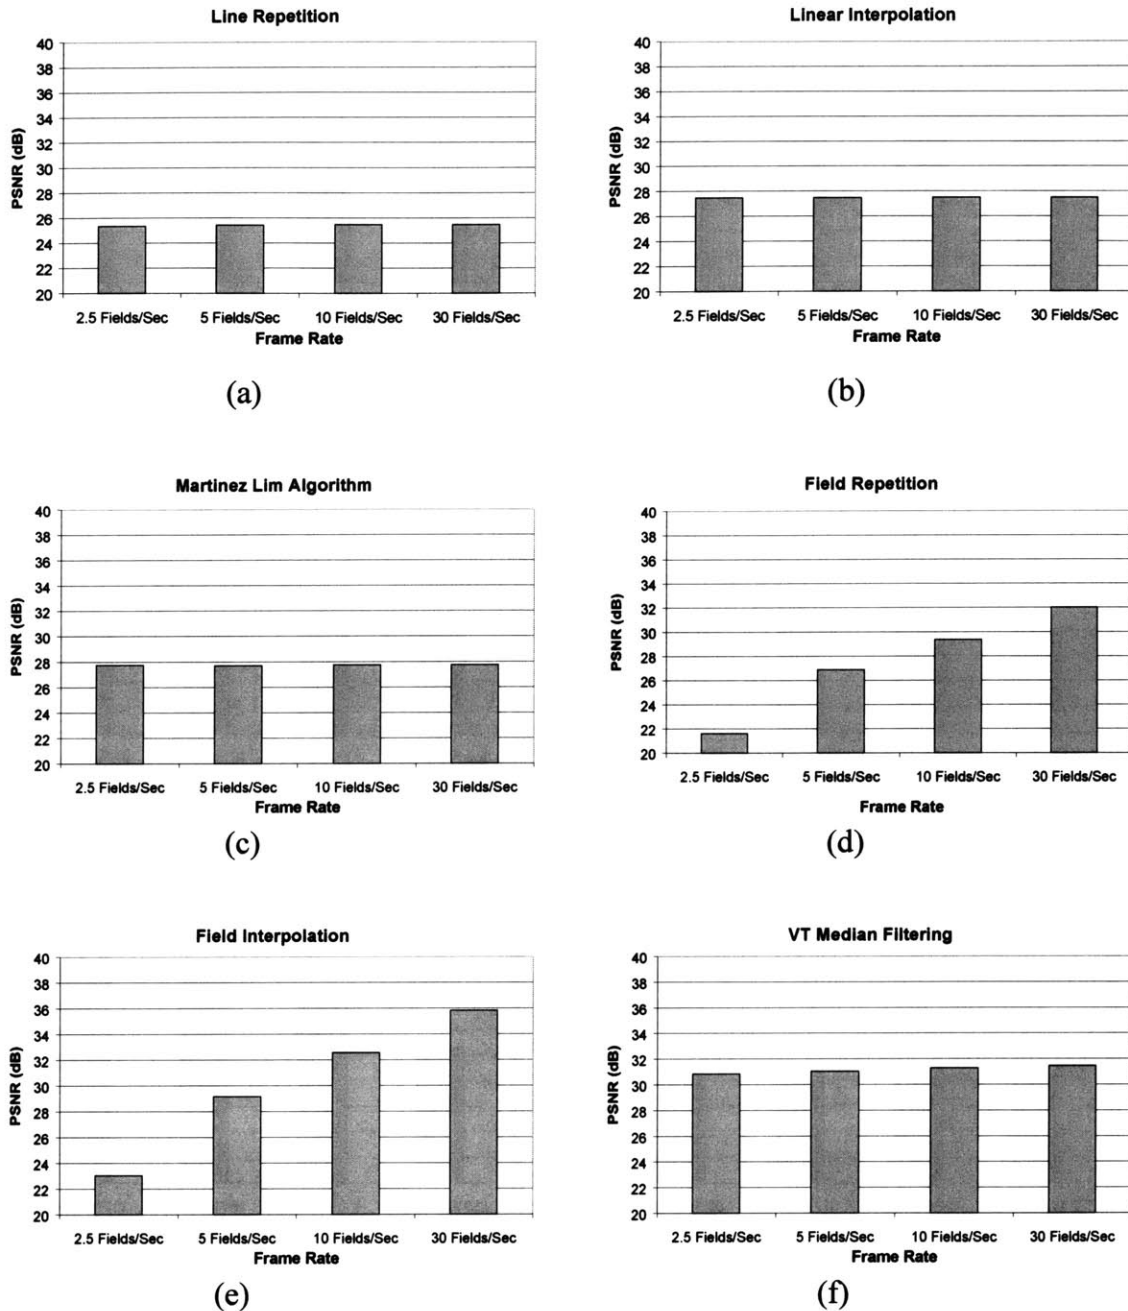 Line Repetition
40
38
36
34
32
30
28
26
24
22
20
PSNR (dB)
2.5 Fields/Sec 5 Fields/Sec 10 Fields/Sec 30 Fields/Sec
Frame Rate
(a)
Linear Interpolation
40
38
36
34
32
30
28
26
24
22
20
PSNR (dB)
2.5 Fields/Sec 5 Fields/Sec 10 Fields/Sec 30 Fields/Sec
Frame Rate
(b)
Martinez Lim Algorithm
40
38
36
34
32
30
28
26
24
22
20
PSNR (dB)
2.5 Fields/Sec 5 Fields/Sec 10 Fields/Sec 30 Fields/Sec
Frame Rate
(c)
Field Repetition
40
38
36
34
32
30
28
26
24
22
20
PSNR (dB)
2.5 Fields/Sec 5 Fields/Sec 10 Fields/Sec 30 Fields/Sec
Frame Rate
(d)
Field Interpolation
40
38
36
34
32
30
28
26
24
22
20
PSNR (dB)
2.5 Fields/Sec 5 Fields/Sec 10 Fields/Sec 30 Fields/Sec
Frame Rate
(e)
VT Median Filtering
40
38
36
34
32
30
28
26
24
22
20
PSNR (dB)
2.5 Fields/Sec 5 Fields/Sec 10 Fields/Sec 30 Fields/Sec
Frame Rate
(f)